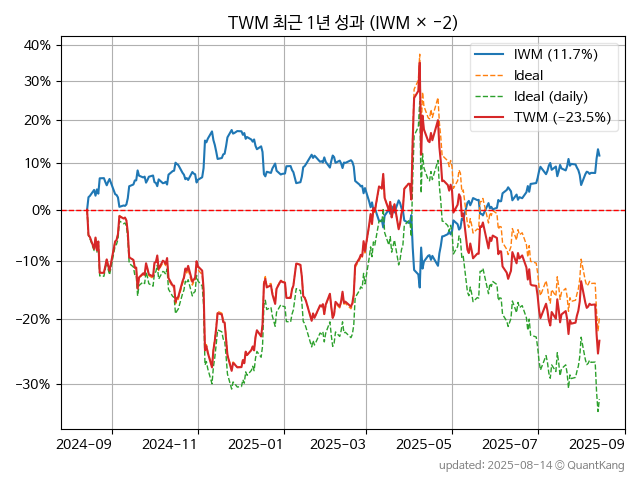 TWM 최근 1년 성과 (IWM × −2)
40%
30%
20%
10%
0%
−10%
−20%
−30%
IWM (11.7%)
Ideal
Ideal (daily)
TWM (−23.5%)
2024-09
2024-11
2025-01
2025-03
2025-05
2025-07
2025-09
updated: 2025-08-14 © QuantKang